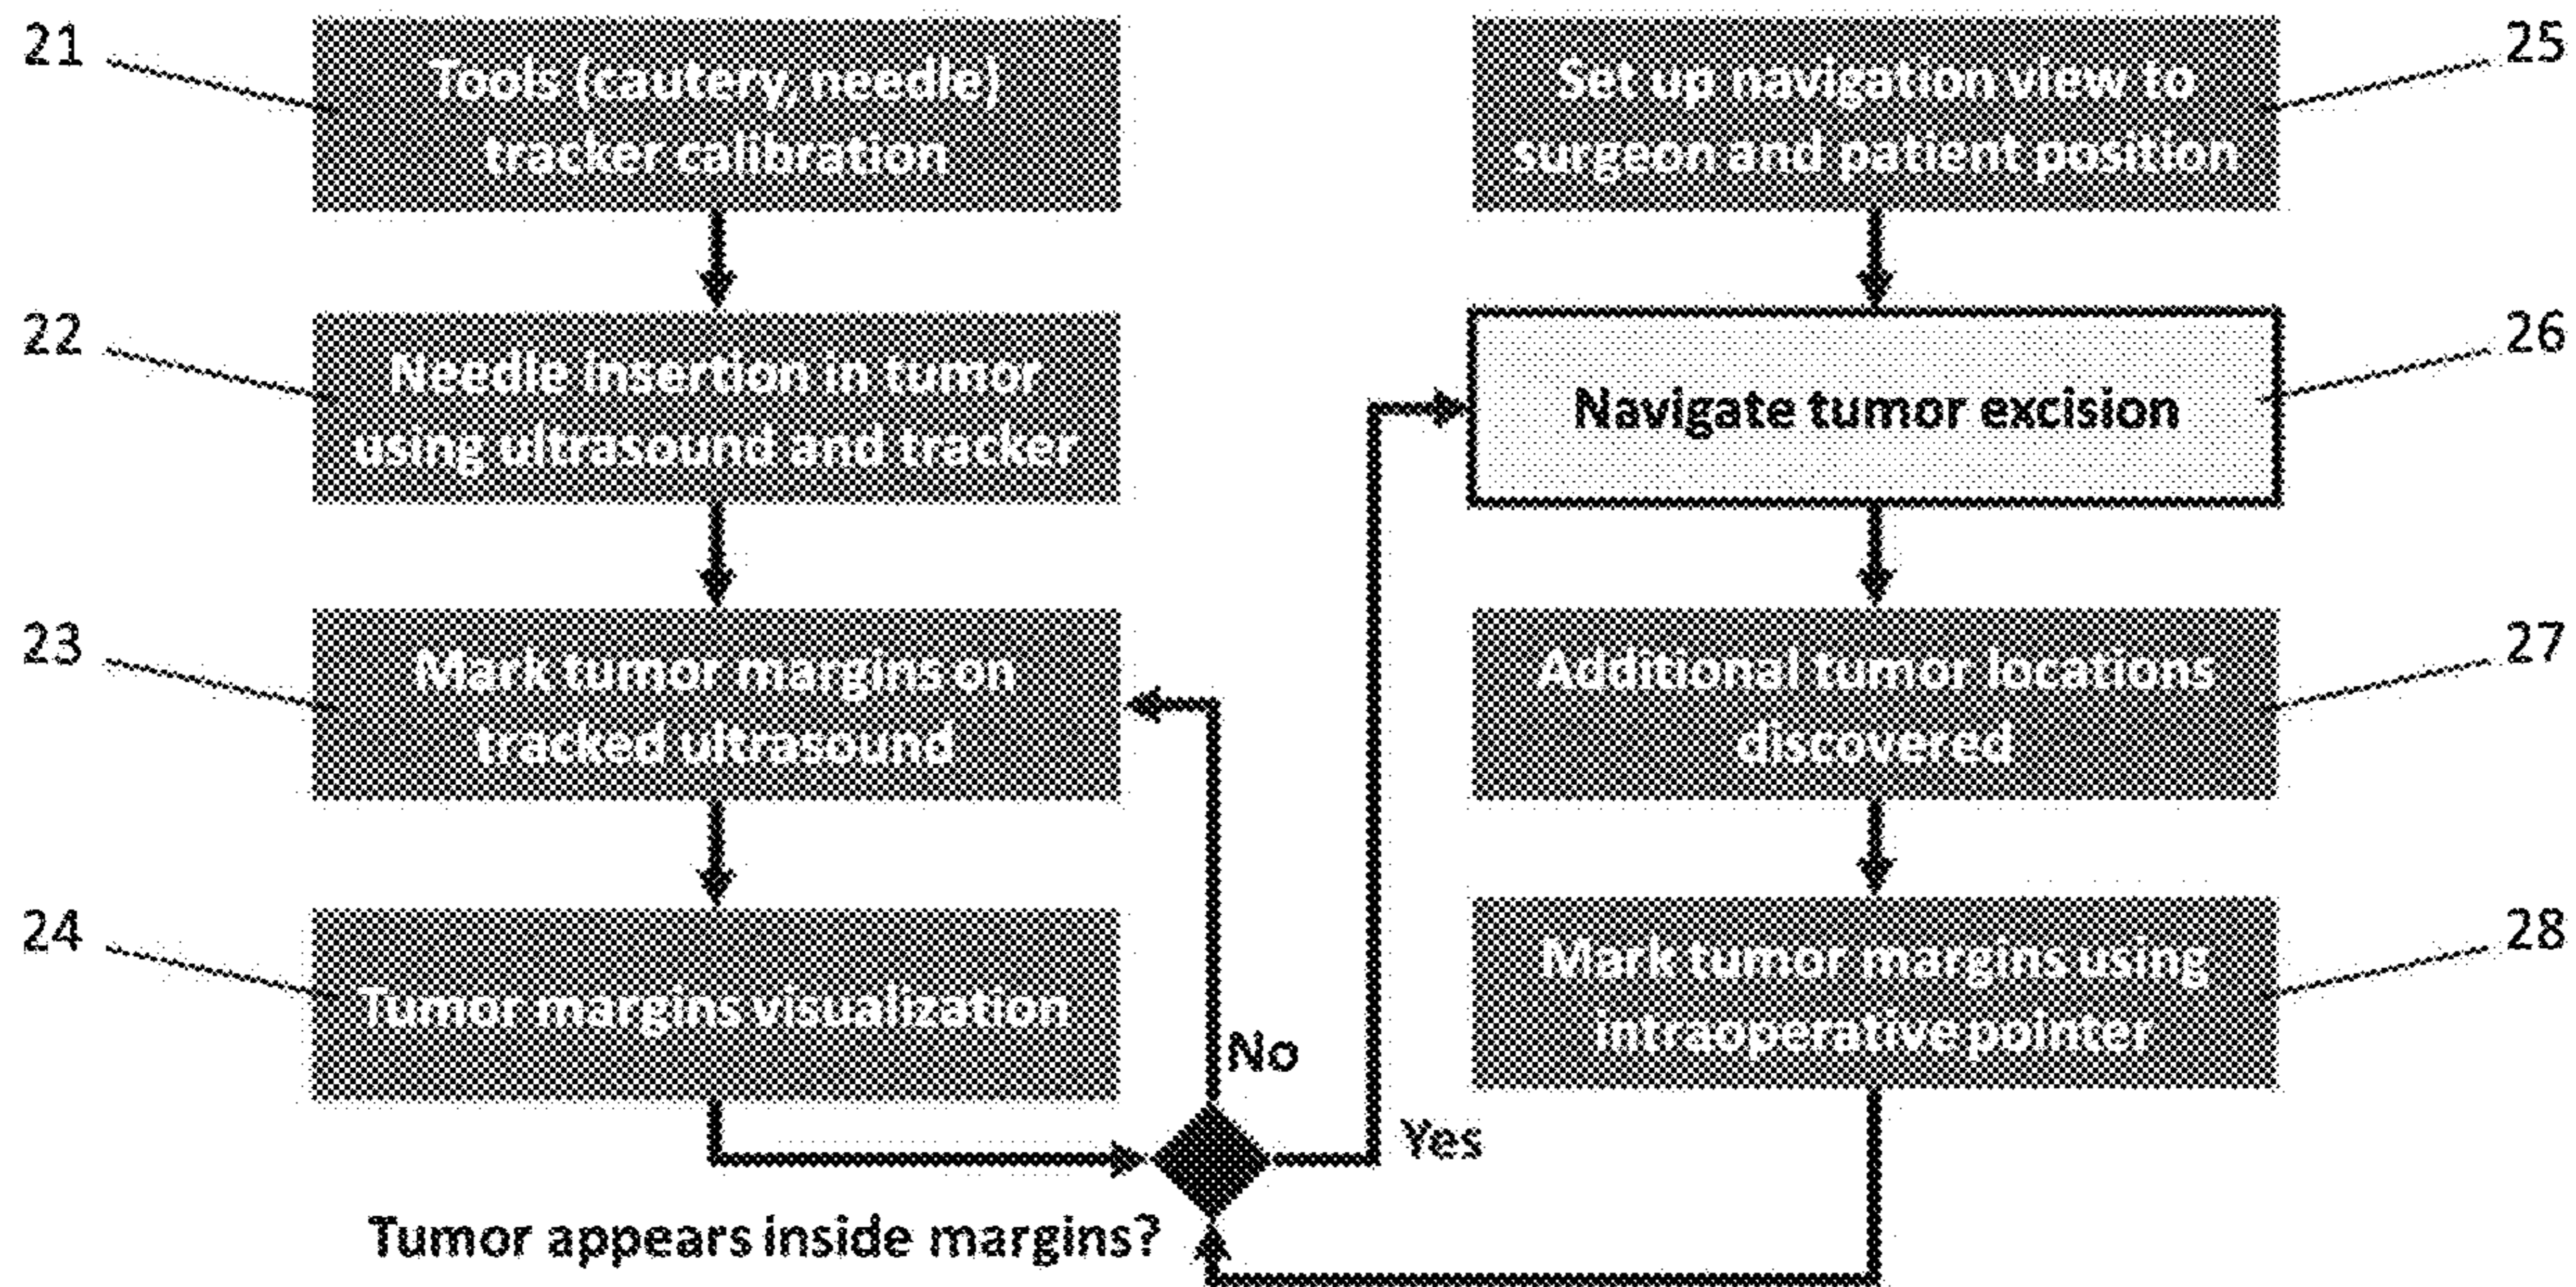 21
Tools (cautery, needle)
tracker calibration
22
Needle insertion in tumor
using ultrasound and tracker
23
Mark tumor margins on
tracked ultrasound
24
Tumor margins visualization
No
Yes
Tumor appears inside margins?
25
Set up navigation view to
surgeon and patient position
26
Navigate tumor excision
27
Additional tumor locations
discovered
28
Mark tumor margins using
intraoperative pointer